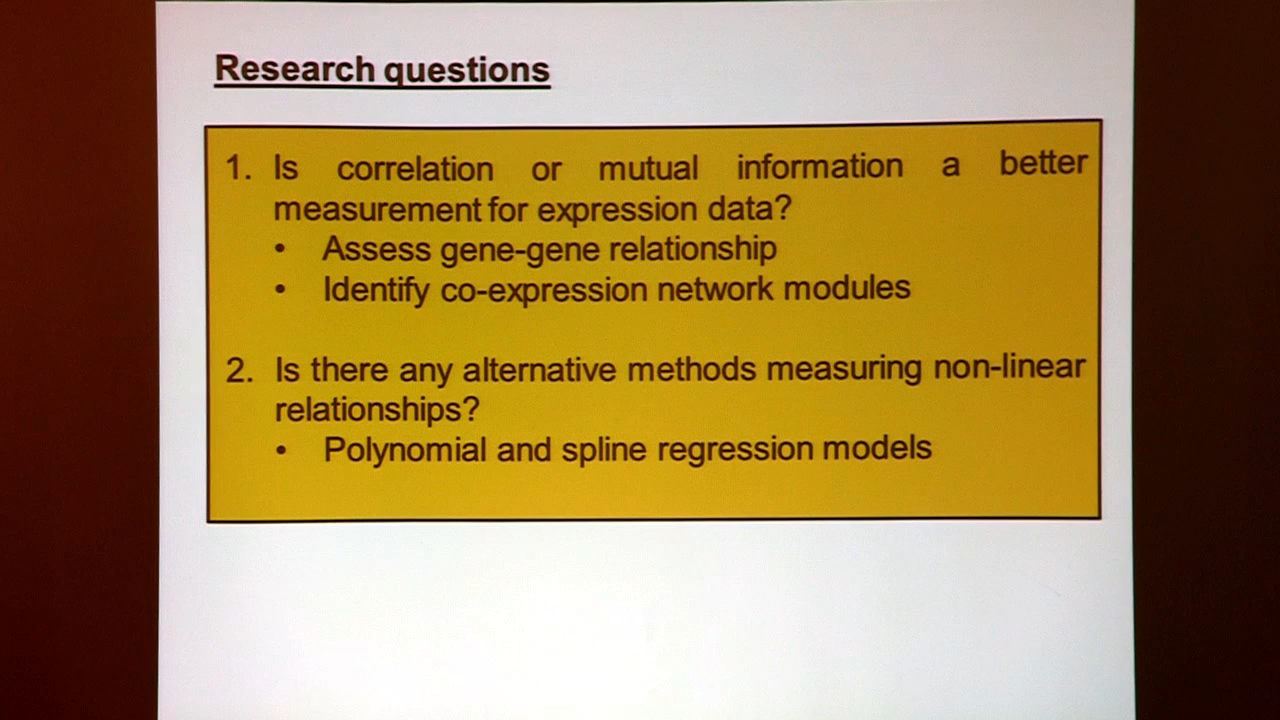 Research questions
1. Is correlation or mutual information a better
measurement for expression data?
• Assess gene-gene relationship
• Identify co-expression network modules
2. Is there any alternative methods measuring non-linear
relationships?
• Polynomial and spline regression models